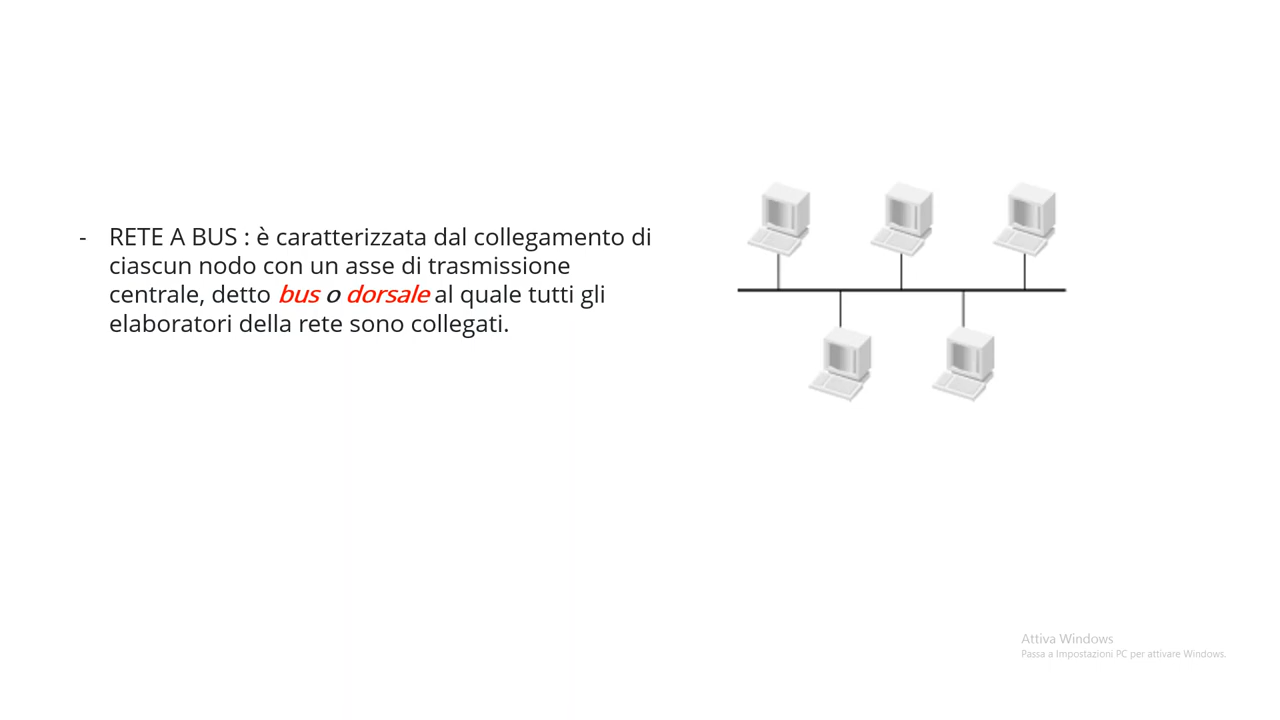 - RETE A BUS : è caratterizzata dal collegamento di
ciascun nodo con un asse di trasmissione
centrale, detto bus o dorsale al quale tutti gli
elaboratori della rete sono collegati.
Attiva Windows
Passa a Impostazioni PC per attivare Windows.